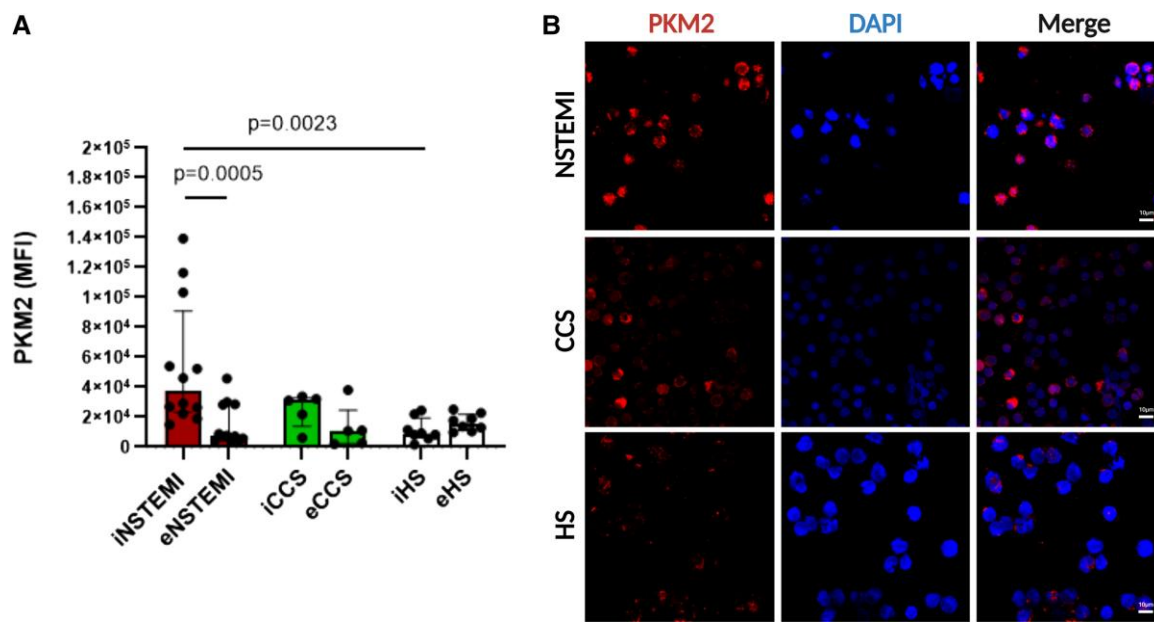 A
p=0.0023
p=0.0005
PKM2 (MFI)
2×10⁵
1.8×10⁵
1.6×10⁵
1.4×10⁵
1.2×10⁵
1×10⁵
8×10⁴
6×10⁴
4×10⁴
2×10⁴
0
iNSTEMI
eNSTEMI
iCCS
eCCS
iHS
eHS
B
PKM2 DAPI Merge
NSTEMI
10μm
CCS
10μm
HS
10μm